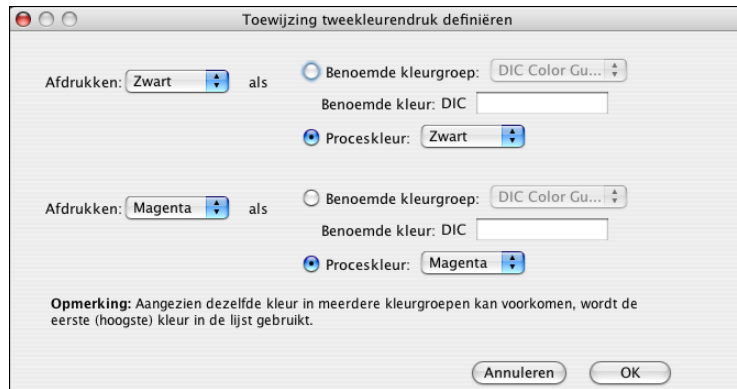 Toewijzing tweekleurendruk definiëren
Afdrukken: Zwart als Benoemde kleurgroep: DIC Color Gu...
Benoemde kleur: DIC
Proceskleur: Zwart
Afdrukken: Magenta als Benoemde kleurgroep: DIC Color Gu...
Benoemde kleur: DIC
Proceskleur: Magenta
Opmerking: Aangezien dezelfde kleur in meerdere kleurgroepen kan voorkomen, wordt de
eerste (hoogste) kleur in de lijst gebruikt.
Annuleren OK